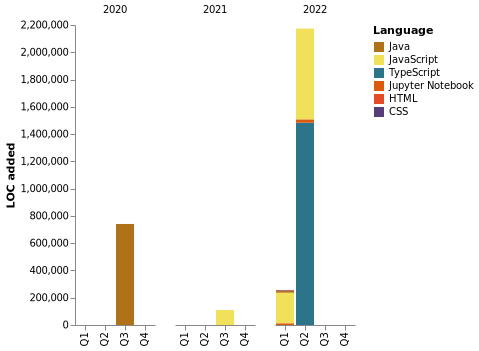 2020 2021 2022
Language
Java
JavaScript
TypeScript
Jupyter Notebook
HTML
CSS
LOC added
2,200,000
2,000,000
1,800,000
1,600,000
1,400,000
1,200,000
1,000,000
800,000
600,000
400,000
200,000
0
Q1 Q2 Q3 Q4 Q1 Q2 Q3 Q4 Q1 Q2 Q3 Q4